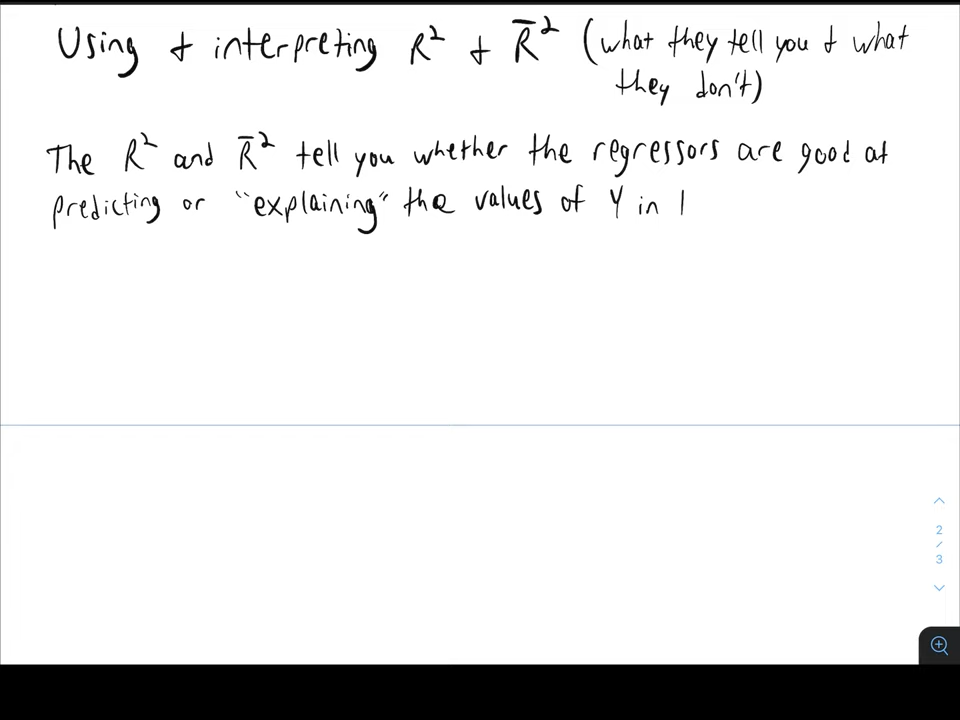 Using + interpreting R² + R̅² (what they tell you + what
they don't)
The R² and R̅² tell you whether the regressors are good at
predicting or "explaining" the values of Y in
2
/
3